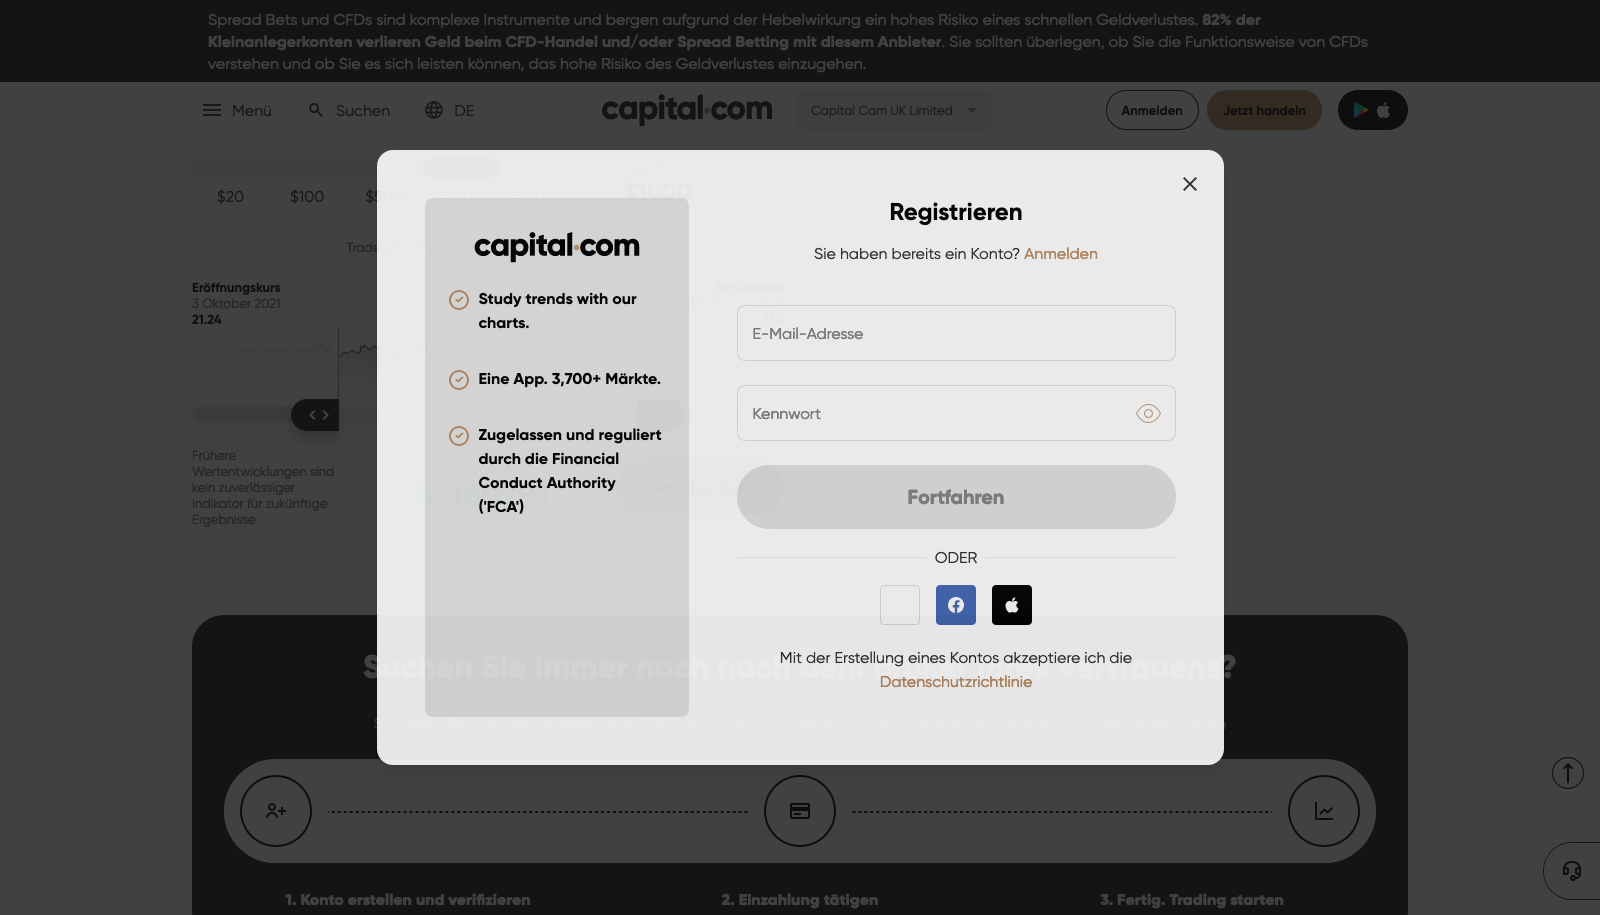 Spread Bets und CFDs sind komplexe Instrumente und bergen aufgrund der Hebelwirkung ein hohes Risiko eines schnellen Geldverlustes. 82% der
Kleinanlegerkonten verlieren Geld beim CFD-Handel und/oder Spread Betting mit diesem Anbieter. Sie sollten überlegen, ob Sie die Funktionsweise von CFDs
verstehen und ob Sie es sich leisten können, das hohe Risiko des Geldverlustes einzugehen.
Menü
Suchen
DE
capital.com
Capital Com UK Limited
Anmelden
Jetzt handeln
$20
$100
$1000
Eröffnungskurs
3 Oktober 2021
21.24
Frühere
Wertentwicklungen sind
kein zuverlässiger
Indikator für zukünftige
Ergebnisse
capital.com
Study trends with our
charts.
Eine App. 3,700+ Märkte.
Zugelassen und reguliert
durch die Financial
Conduct Authority
('FCA')
Registrieren
Sie haben bereits ein Konto? Anmelden
E-Mail-Adresse
Kennwort
Fortfahren
ODER
Mit der Erstellung eines Kontos akzeptiere ich die
Datenschutzrichtlinie
Suchen Sie immer noch nach
1. Konto erstellen und verifizieren
2. Einzahlung tätigen
3. Fertig. Trading starten